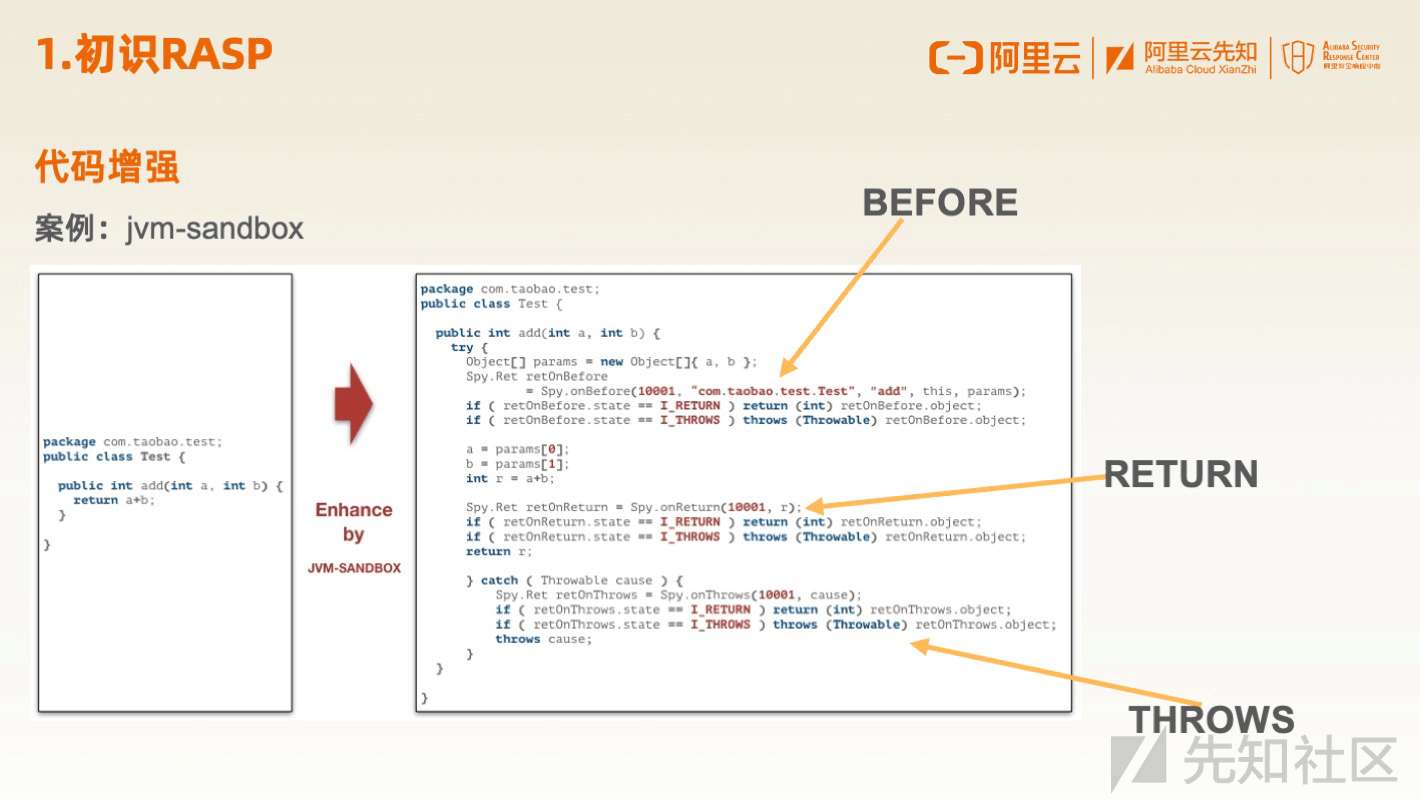 1.初识RASP
阿里云
阿里云先知
Alibaba Cloud XianZhi
ALIBABA SECURITY
RESPONSE CENTER
代码增强
案例：jvm-sandbox
BEFORE
package com.taobao.test;
public class Test {
public int add(int a, int b) {
return a+b;
}
}
Enhance
by
JVM-SANDBOX
package com.taobao.test;
public class Test {
public int add(int a, int b) {
try {
Object[] params = new Object[]{ a, b };
Spy.Ret retOnBefore
= Spy.onBefore(10001, "com.taobao.test.Test", "add", this, params);
if ( retOnBefore.state == I_RETURN ) return (int) retOnBefore.object;
if ( retOnBefore.state == I_THROWS ) throws (Throwable) retOnBefore.object;
a = params[0];
b = params[1];
int r = a+b;
Spy.Ret retOnReturn = Spy.onReturn(10001, r);
if ( retOnReturn.state == I_RETURN ) return (int) retOnReturn.object;
if ( retOnReturn.state == I_THROWS ) throws (Throwable) retOnReturn.object;
return r;
} catch ( Throwable cause ) {
Spy.Ret retOnThrows = Spy.onThrows(10001, cause);
if ( retOnThrows.state == I_RETURN ) return (int) retOnThrows.object;
if ( retOnThrows.state == I_THROWS ) throws (Throwable) retOnThrows.object;
throws cause;
}
}
}
RETURN
THROWS
先知社区